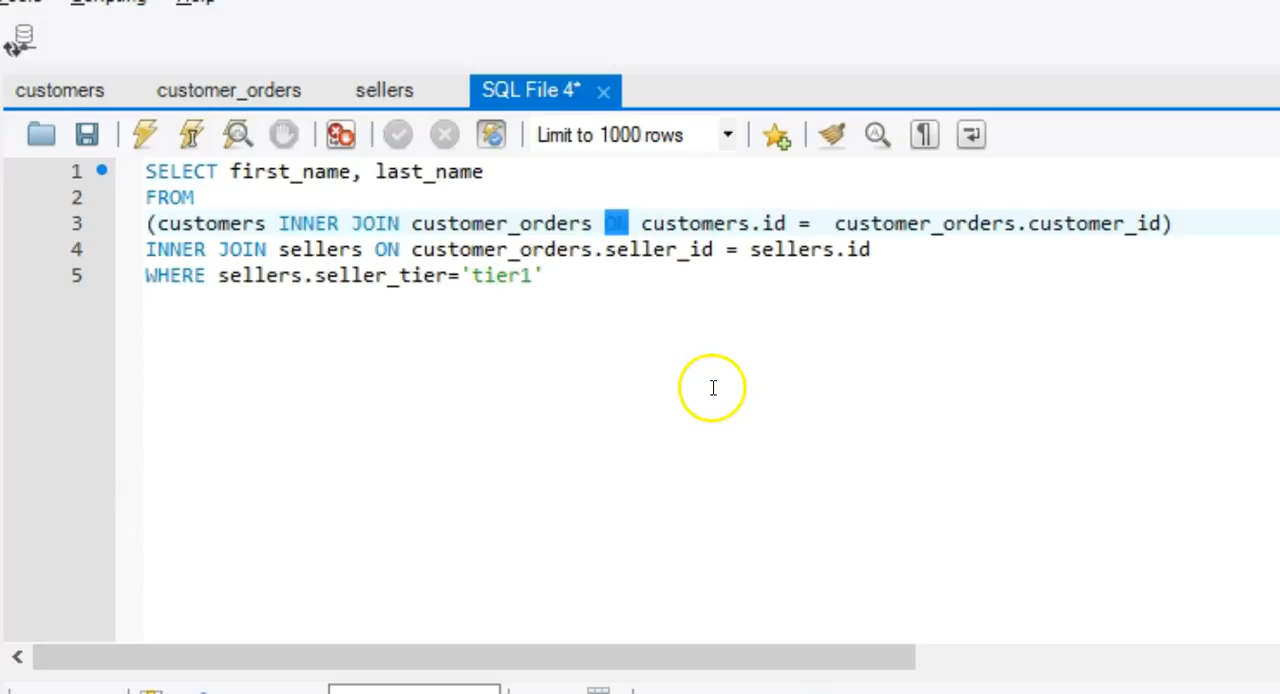 Scripting Help
customers customer_orders sellers SQL File 4*
Limit to 1000 rows
1 SELECT first_name, last_name
2 FROM
3 (customers INNER JOIN customer_orders ON customers.id =  customer_orders.customer_id)
4 INNER JOIN sellers ON customer_orders.seller_id = sellers.id
5 WHERE sellers.seller_tier='tier1'